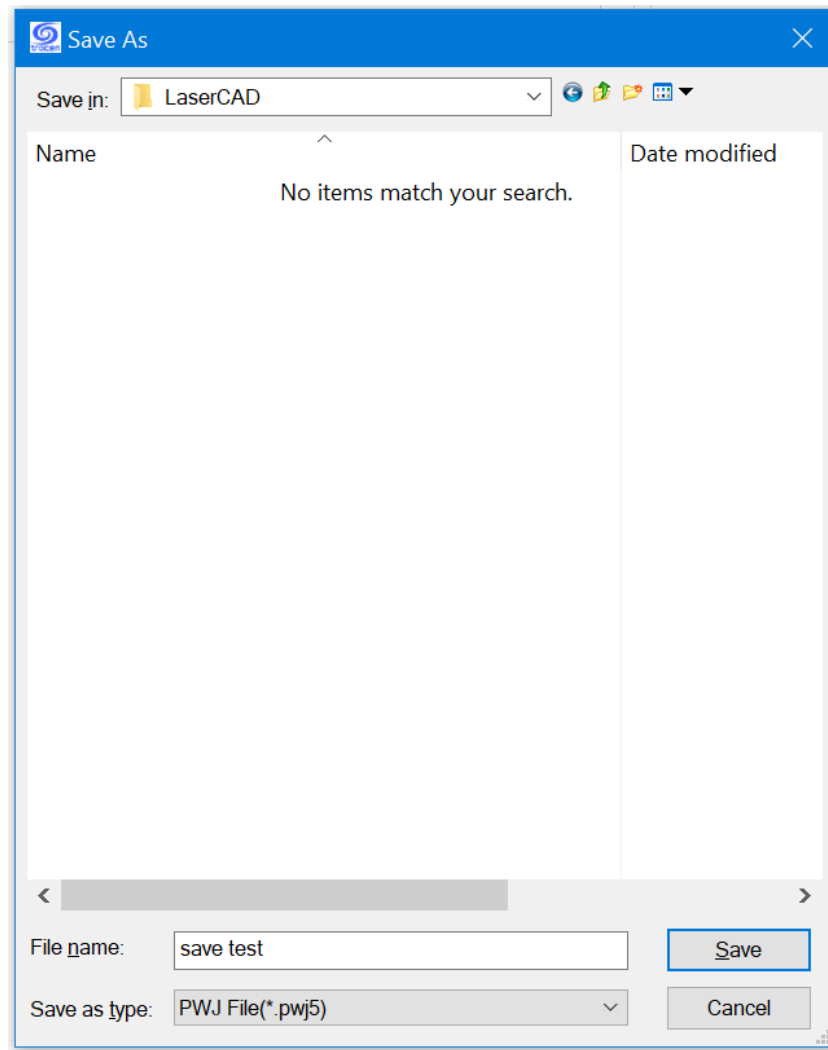 trocen Save As
Save in: LaserCAD
Name Date modified
No items match your search.
File name: save test Save
Save as type: PWJ File(*.pwj5) Cancel